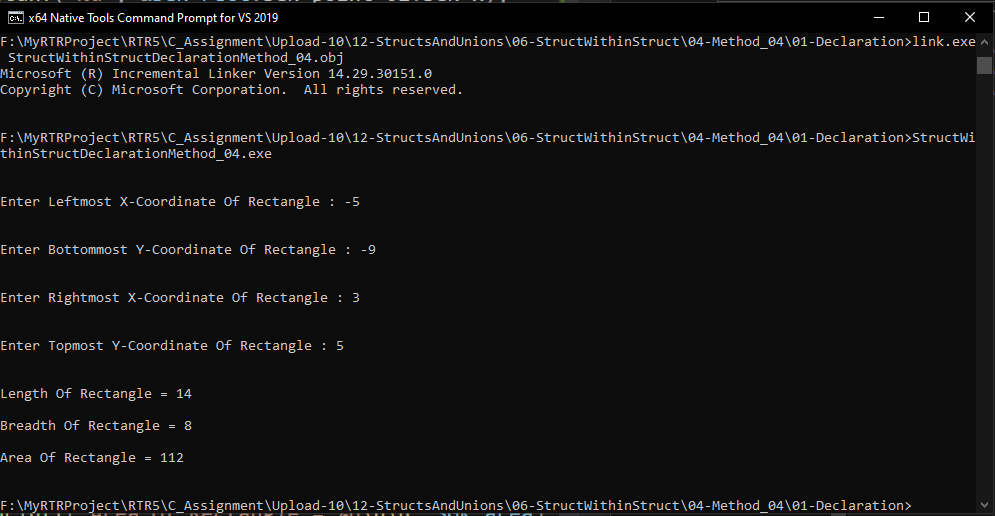 x64 Native Tools Command Prompt for VS 2019
F:\MyRTRProject\RTR5\C_Assignment\Upload-10\12-StructsAndUnions\06-StructWithinStruct\04-Method_04\01-Declaration>link.exe
StructWithinStructDeclarationMethod_04.obj
Microsoft (R) Incremental Linker Version 14.29.30151.0
Copyright (C) Microsoft Corporation.  All rights reserved.
F:\MyRTRProject\RTR5\C_Assignment\Upload-10\12-StructsAndUnions\06-StructWithinStruct\04-Method_04\01-Declaration>StructWi
thinStructDeclarationMethod_04.exe
Enter Leftmost X-Coordinate Of Rectangle : -5
Enter Bottommost Y-Coordinate Of Rectangle : -9
Enter Rightmost X-Coordinate Of Rectangle : 3
Enter Topmost Y-Coordinate Of Rectangle : 5
Length Of Rectangle = 14
Breadth Of Rectangle = 8
Area Of Rectangle = 112
F:\MyRTRProject\RTR5\C_Assignment\Upload-10\12-StructsAndUnions\06-StructWithinStruct\04-Method_04\01-Declaration>